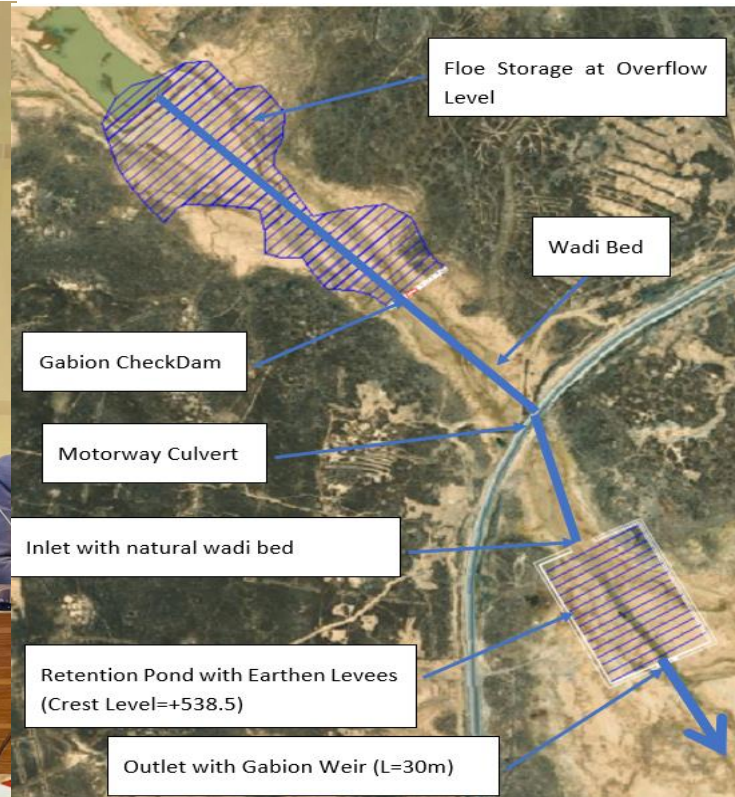 Floe Storage at Overflow
Level
Wadi Bed
Gabion CheckDam
Motorway Culvert
Inlet with natural wadi bed
Retention Pond with Earthen Levees
(Crest Level=+538.5)
Outlet with Gabion Weir (L=30m)